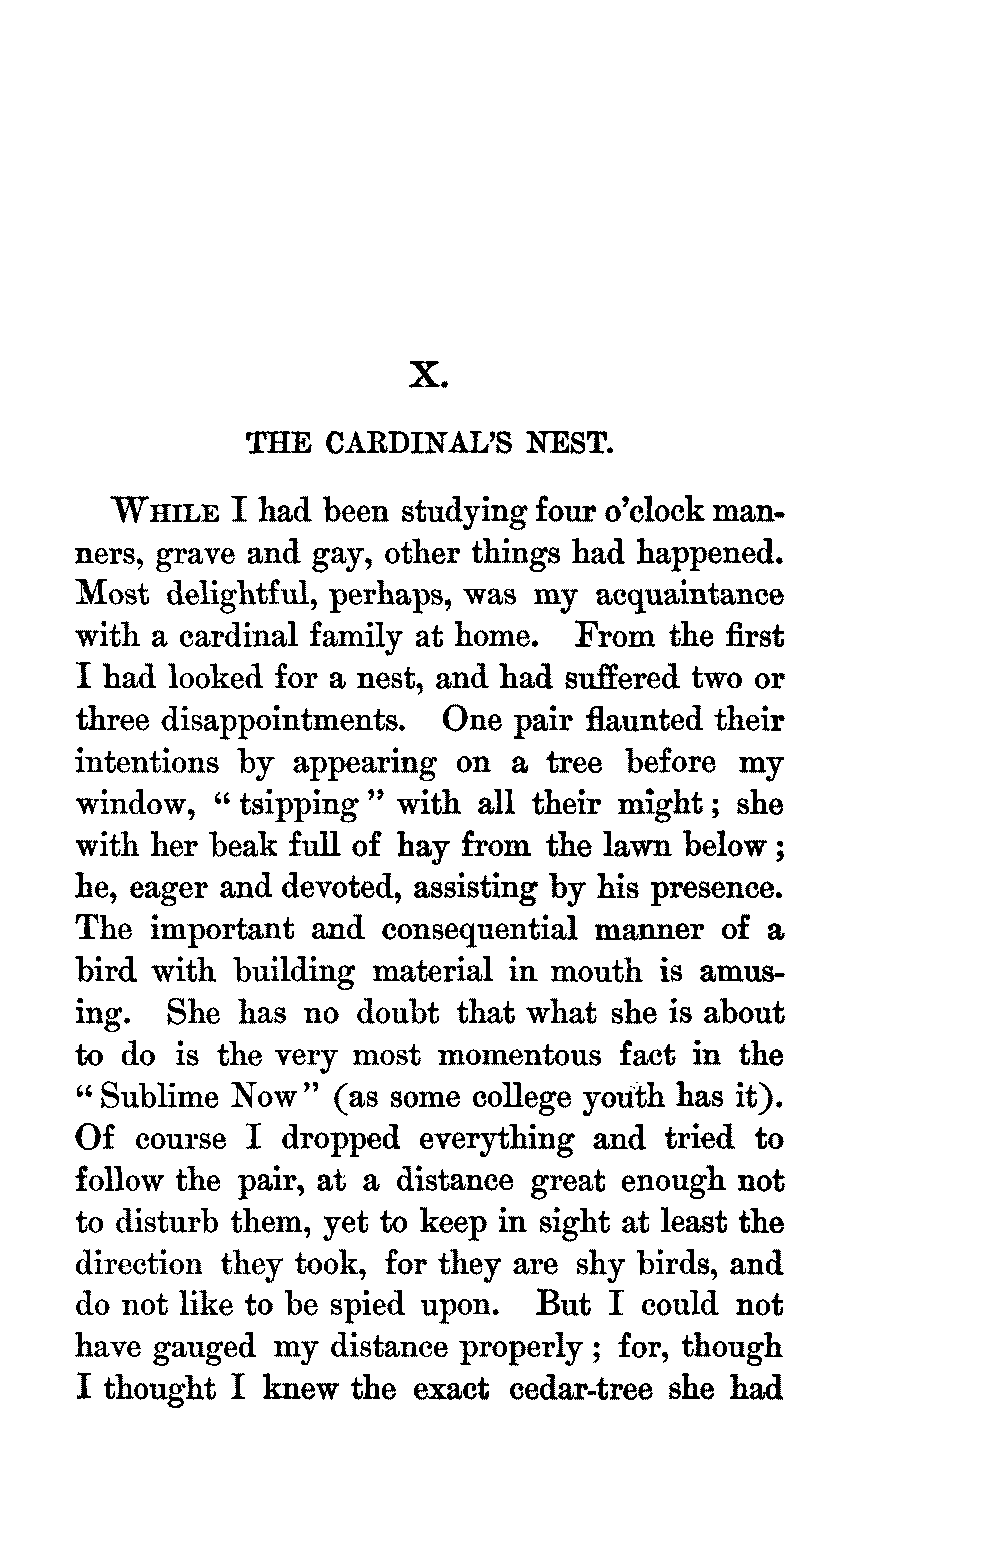 X.
THE CARDINAL'S NEST.
WHILE I had been studying four o'clock man-
ners, grave and gay, other things had happened.
Most delightful, perhaps, was my acquaintance
with a cardinal family at home. From the first
I had looked for a nest, and had suffered two or
three disappointments. One pair flaunted their
intentions by appearing on a tree before my
window, “tsipping” with all their might; she
with her beak full of hay from the lawn below;
he, eager and devoted, assisting by his presence.
The important and consequential manner of a
bird with building material in mouth is amus-
ing. She has no doubt that what she is about
to do is the very most momentous fact in the
“Sublime Now” (as some college youth has it).
Of course I dropped everything and tried to
follow the pair, at a distance great enough not
to disturb them, yet to keep in sight at least the
direction they took, for they are shy birds, and
do not like to be spied upon. But I could not
have gauged my distance properly; for, though
I thought I knew the exact cedar-tree she had